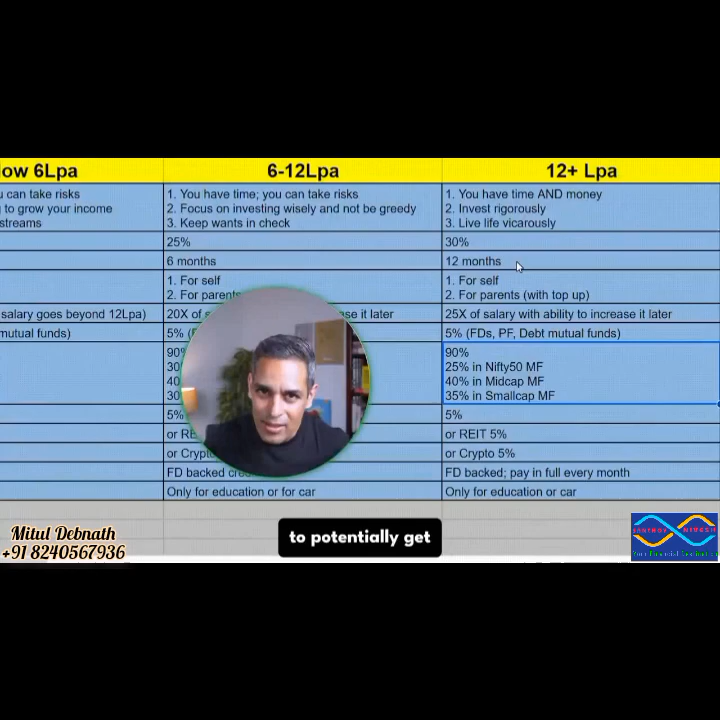 low 6Lpa
6-12Lpa
12+ Lpa
u can take risks
to grow your income
streams
1. You have time; you can take risks
2. Focus on investing wisely and not be greedy
3. Keep wants in check
1. You have time AND money
2. Invest rigorously
3. Live life vicarously
25%
30%
6 months
12 months
1. For self
2. For parents
1. For self
2. For parents (with top up)
salary goes beyond 12Lpa)
20X of s
se it later
25X of salary with ability to increase it later
mutual funds)
5% (F
5% (FDs, PF, Debt mutual funds)
90%
30
40
30
90%
25% in Nifty50 MF
40% in Midcap MF
35% in Smallcap MF
5%
5%
or RE
or REIT 5%
or Crypto
or Crypto 5%
FD backed cre
FD backed; pay in full every month
Only for education or for car
Only for education or car
to potentially get
Mitul Debnath
+91 8240567936